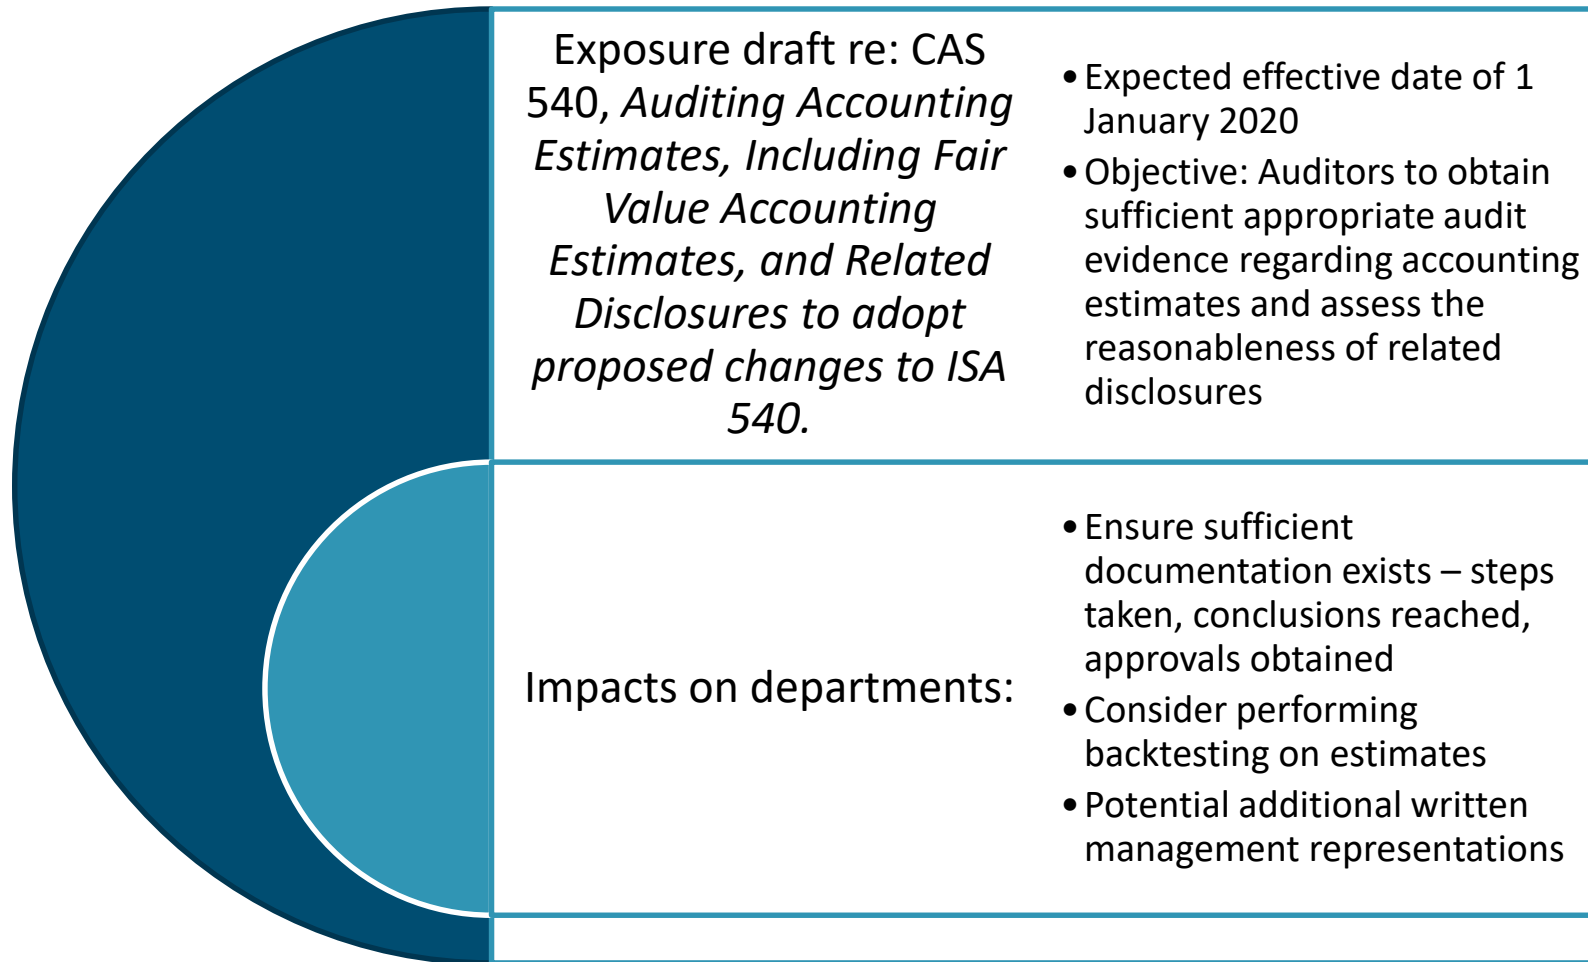 Exposure draft re: CAS
540, Auditing Accounting
Estimates, Including Fair
Value Accounting
Estimates, and Related
Disclosures to adopt
proposed changes to ISA
540.
• Expected effective date of 1
January 2020
• Objective: Auditors to obtain
sufficient appropriate audit
evidence regarding accounting
estimates and assess the
reasonableness of related
disclosures
Impacts on departments:
• Ensure sufficient
documentation exists – steps
taken, conclusions reached,
approvals obtained
• Consider performing
backtesting on estimates
• Potential additional written
management representations